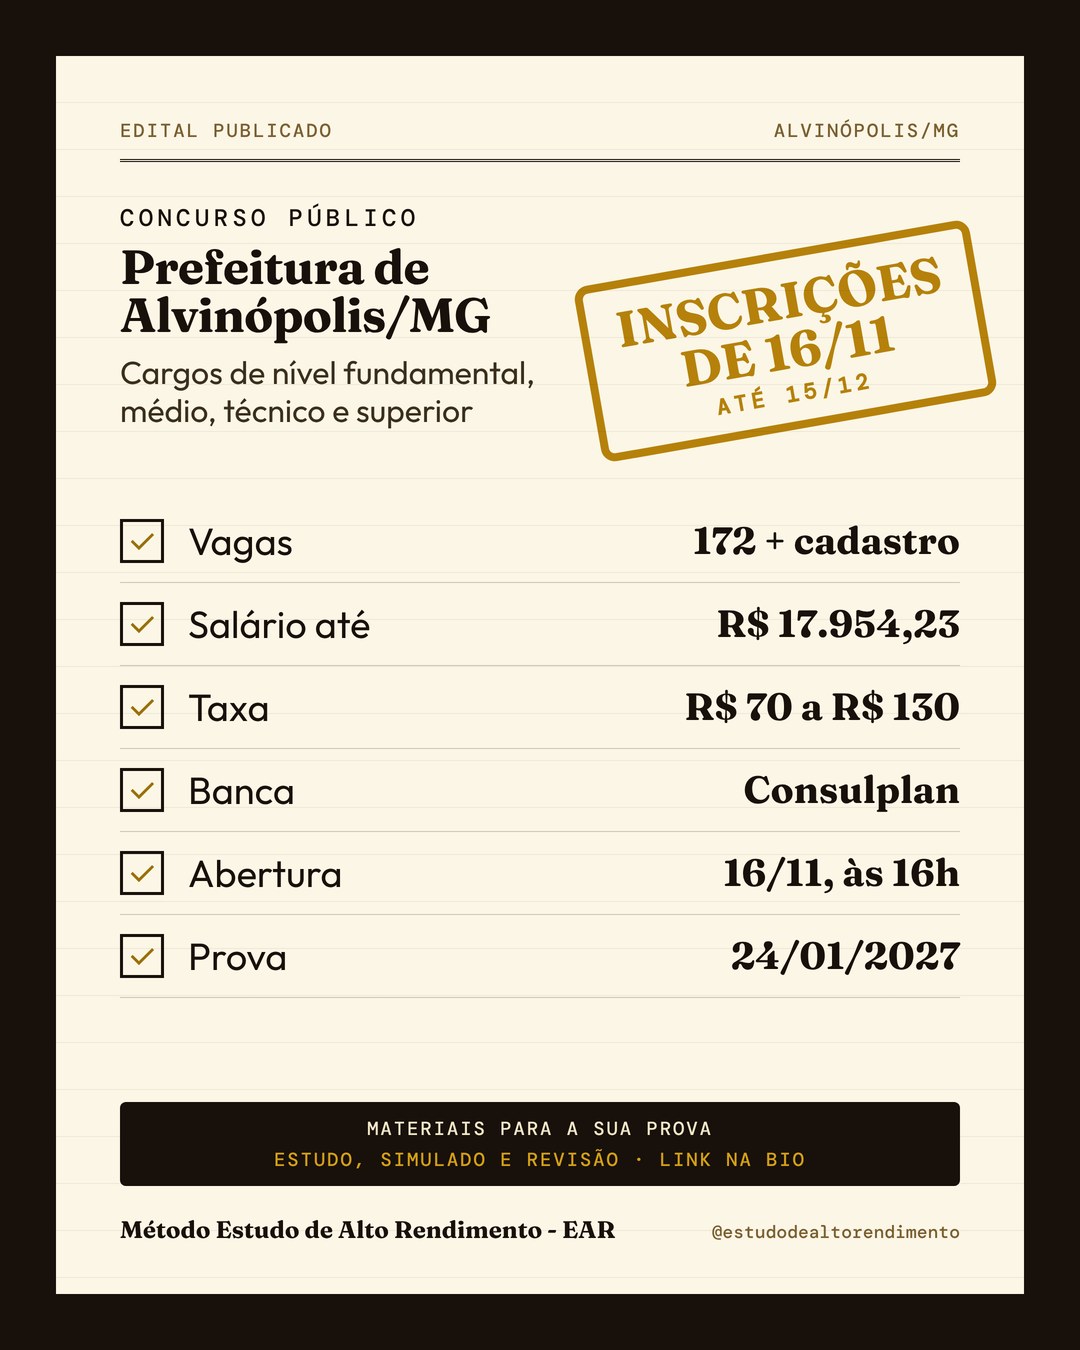 EDITAL PUBLICADO
ALVINÓPOLIS/MG
CONCURSO PÚBLICO
Prefeitura de
Alvinópolis/MG
Cargos de nível fundamental,
médio, técnico e superior
INSCRIÇÕES
DE 16/11
ATÉ 15/12
Vagas 172 + cadastro
Salário até R$ 17.954,23
Taxa R$ 70 a R$ 130
Banca Consulplan
Abertura 16/11, às 16h
Prova 24/01/2027
MATERIAIS PARA A SUA PROVA
ESTUDO, SIMULADO E REVISÃO · LINK NA BIO
Método Estudo de Alto Rendimento - EAR
@estudodealtorendimento